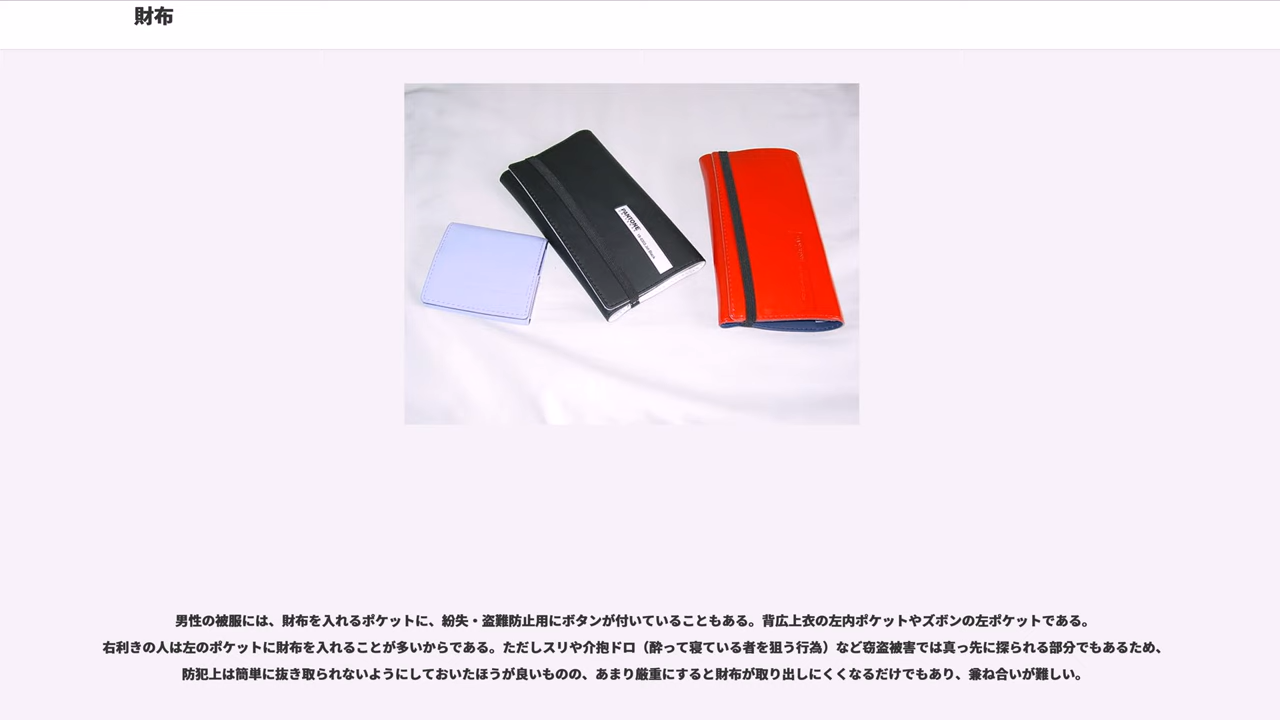 財布
PANTONE
男性の被服には、財布を入れるポケットに、紛失・盗難防止用にボタンが付いていることもある。背広上衣の左内ポケットやズボンの左ポケットである。
右利きの人は左のポケットに財布を入れることが多いからである。ただしスリや介抱ドロ（酔って寝ている者を狙う行為）など窃盗被害では真っ先に探られる部分でもあるため、
防犯上は簡単に抜き取られないようにしておいたほうが良いものの、あまり厳重にすると財布が取り出しにくくなるだけでもあり、兼ね合いが難しい。